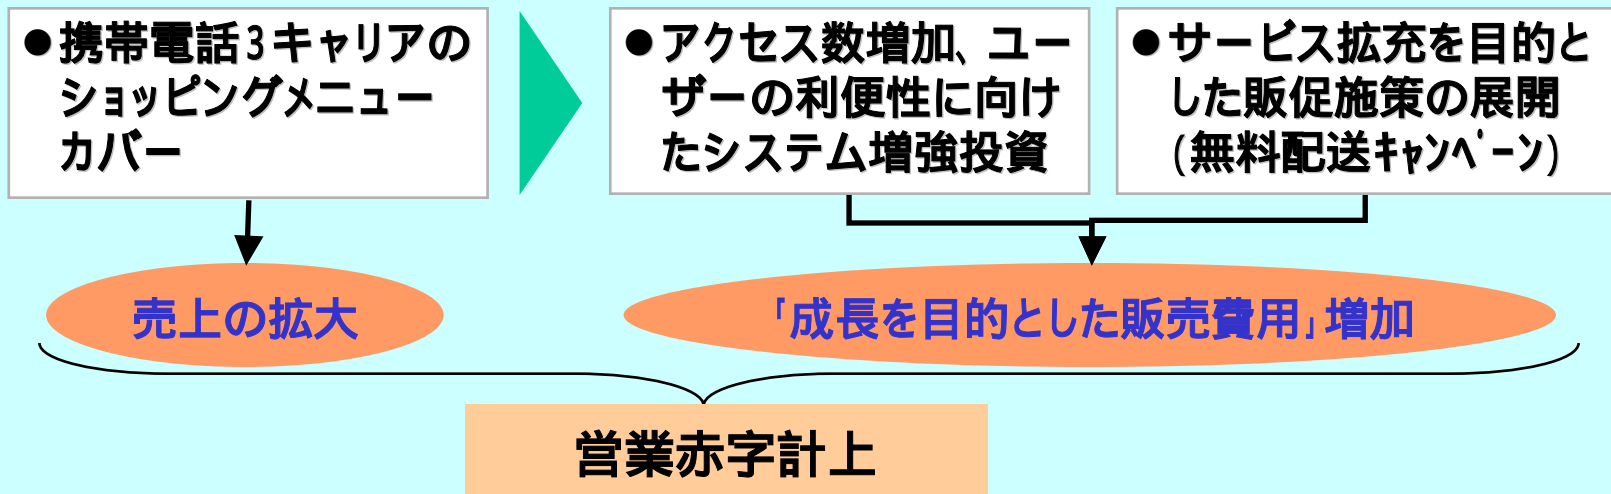 ●携帯電話3キャリアの
ショッピングメニュー
カバー
●アクセス数増加、ユー
ザーの利便性に向け
たシステム増強投資
●サービス拡充を目的と
した販促施策の展開
(無料配送ｷｬﾝﾍﾟｰﾝ)
売上の拡大
「成長を目的とした販売費用」増加
営業赤字計上